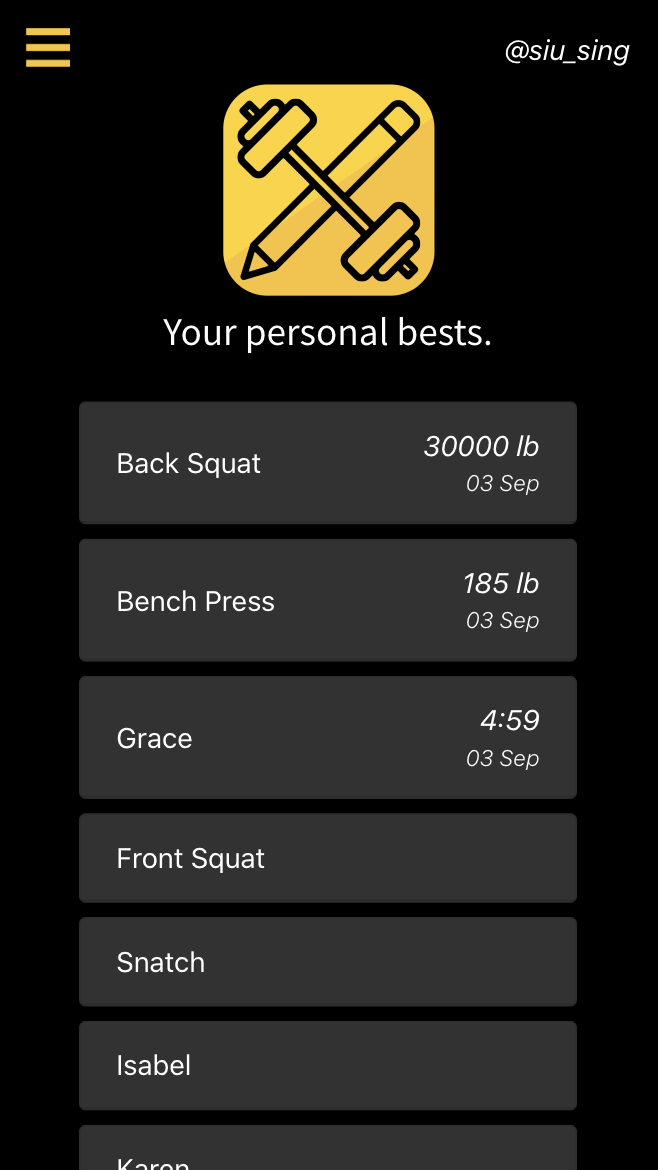 @siu_sing
Your personal bests.
Back Squat
30000 lb
03 Sep
Bench Press
185 lb
03 Sep
Grace
4:59
03 Sep
Front Squat
Snatch
Isabel
Karen